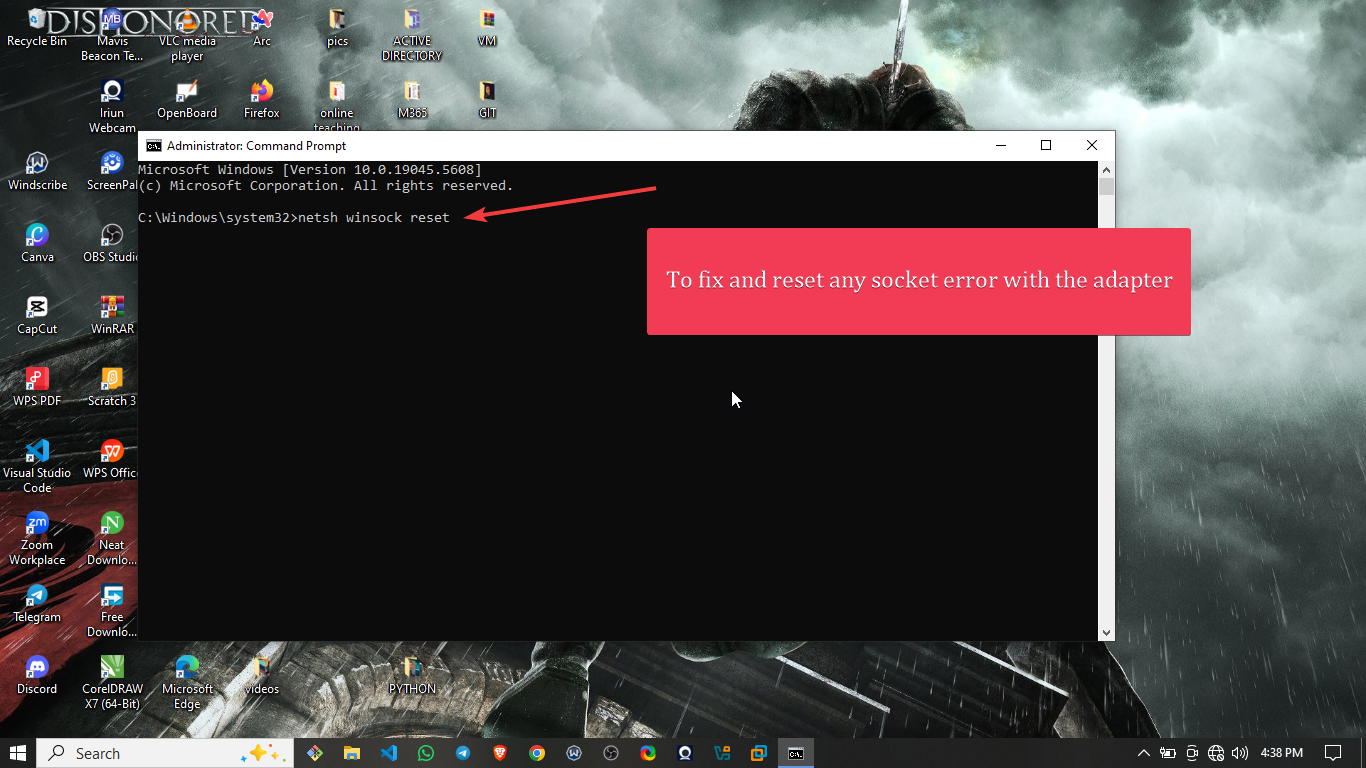 DISHONORED
Recycle Bin
Mavis
Beacon Te...
VLC media
player
Arc
pics
ACTIVE
DIRECTORY
VM
Iriun
Webcam
OpenBoard
Firefox
online
teaching
M365
GIT
Administrator: Command Prompt
Microsoft Windows [Version 10.0.19045.5608]
(c) Microsoft Corporation. All rights reserved.
C:\Windows\system32>netsh winsock reset
To fix and reset any socket error with the adapter
Windscribe
ScreenPal
Canva
OBS Studio
CapCut
WinRAR
WPS PDF
Scratch 3
Visual Studio
Code
WPS Offic
Zoom
Workplace
Neat
Downlo...
Telegram
Free
Downlo...
Discord
CorelDRAW
X7 (64-Bit)
Microsoft
Edge
videos
PYTHON
Search
4:38 PM